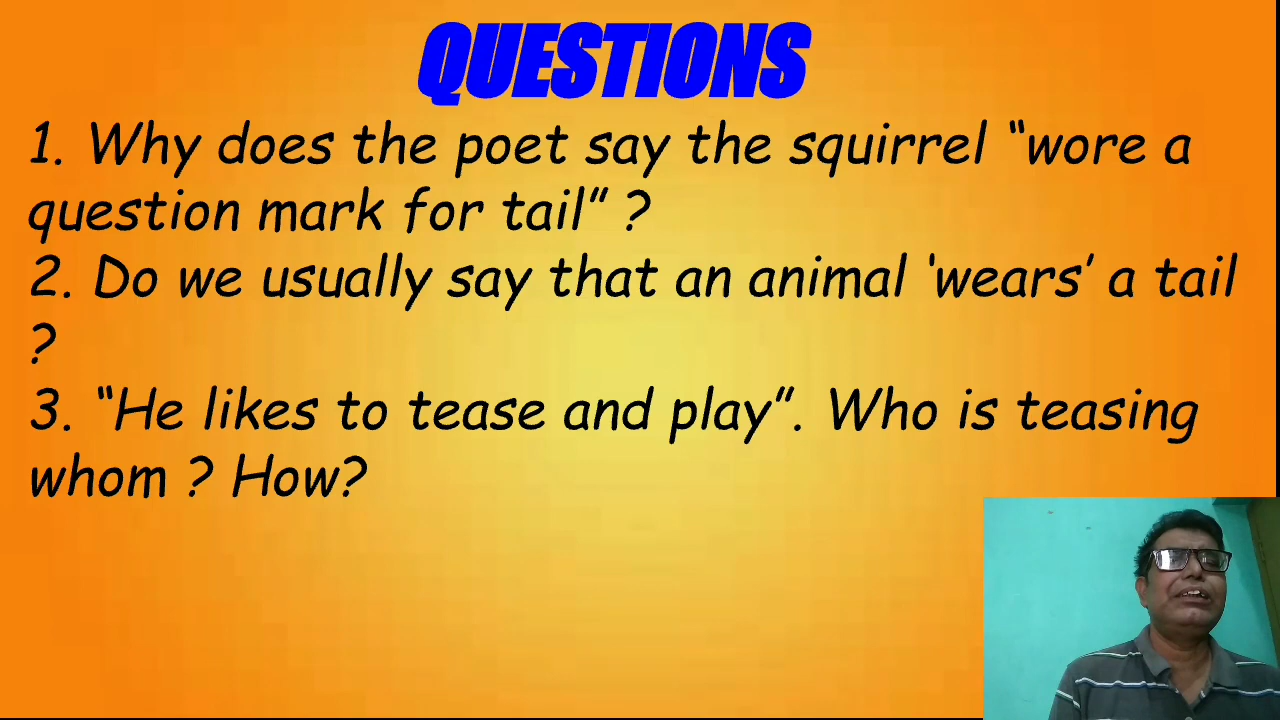 QUESTIONS
1. Why does the poet say the squirrel “wore a
question mark for tail” ?
2. Do we usually say that an animal ‘wears’ a tail
?
3. “He likes to tease and play”. Who is teasing
whom ? How?